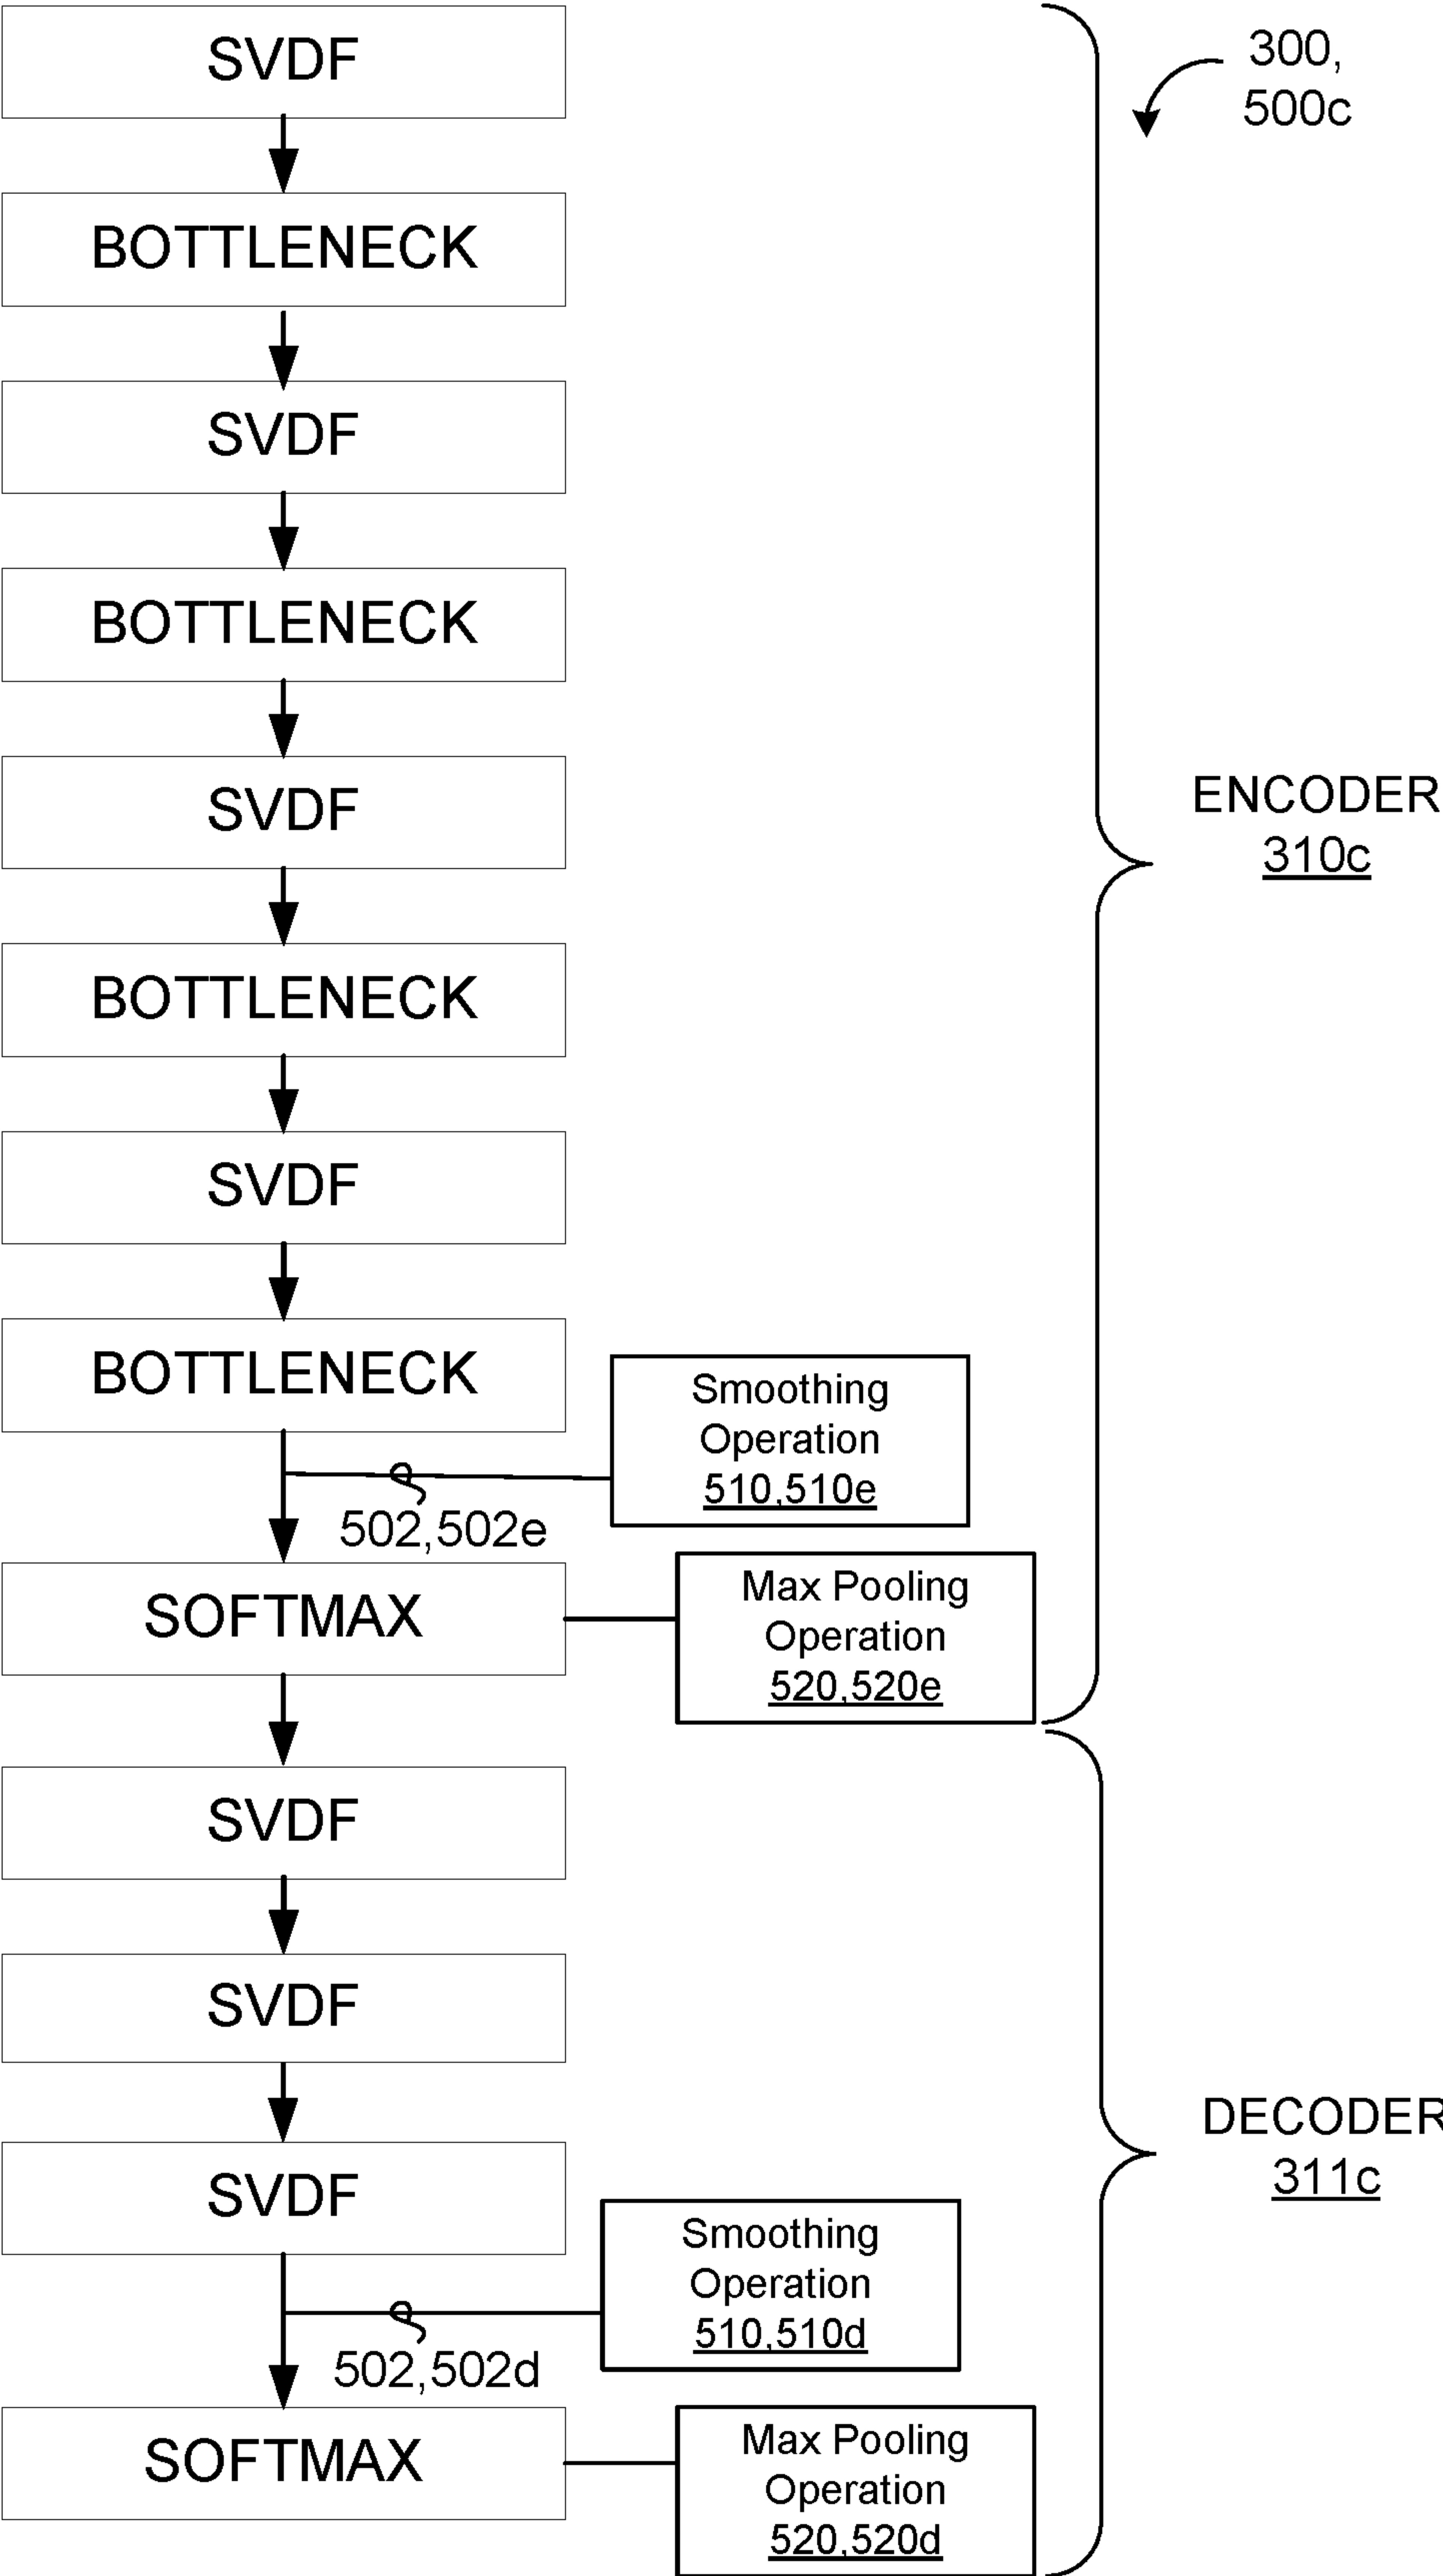 SVDF
300,
500c
BOTTLENECK
SVDF
BOTTLENECK
SVDF
ENCODER
310c
BOTTLENECK
SVDF
BOTTLENECK
Smoothing
Operation
510,510e
502,502e
SOFTMAX
Max Pooling
Operation
520,520e
SVDF
SVDF
DECODER
311c
SVDF
Smoothing
Operation
510,510d
502,502d
SOFTMAX
Max Pooling
Operation
520,520d